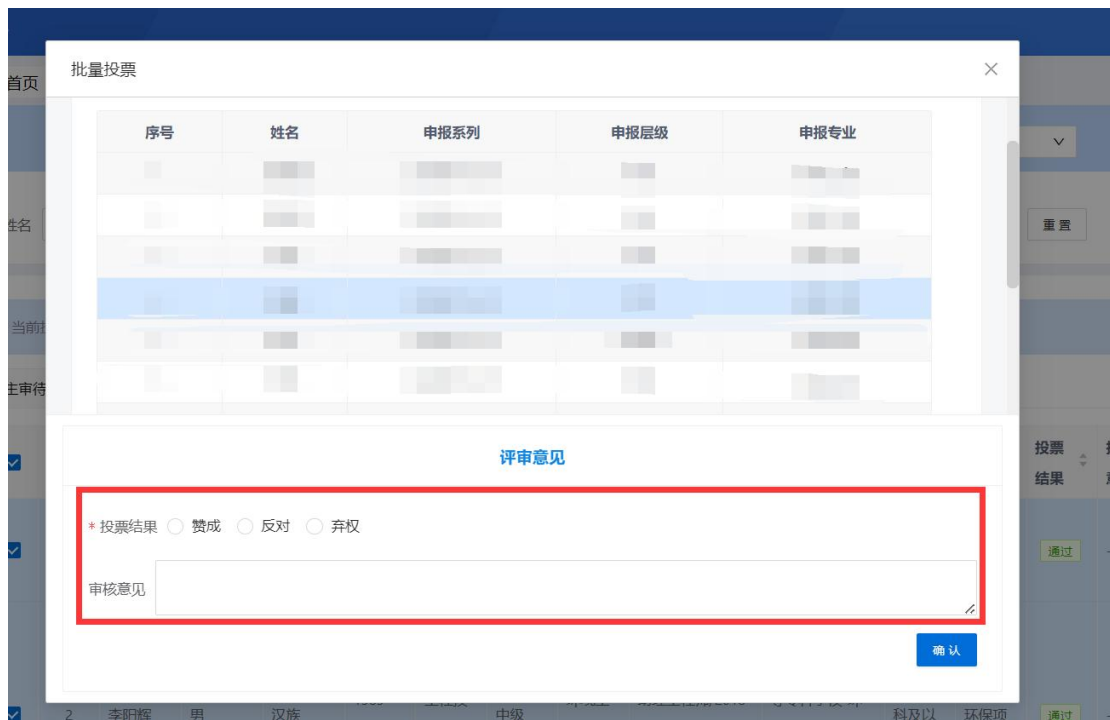 批量投票
首页
序号 姓名 申报系列 申报层级 申报专业
姓名
重置
当前
主审待
评审意见
投票结果
* 投票结果 赞成 反对 弃权
通过
审核意见
确认
2 李阳辉 男 汉族 中级 科及以 环保项 通过